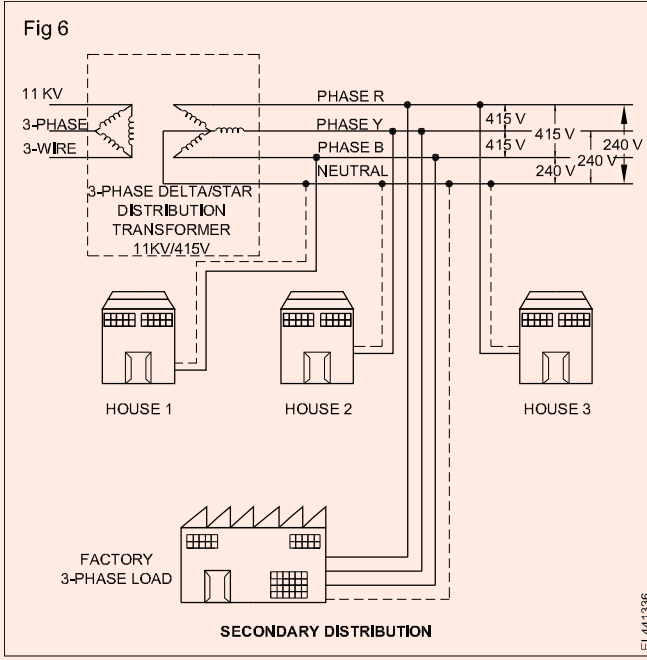 Fig 6
11 KV
3-PHASE
3-WIRE
3-PHASE DELTA/STAR
DISTRIBUTION
TRANSFORMER
11KV/415V
PHASE R
PHASE Y
PHASE B
NEUTRAL
415 V
415 V
415 V
240 V
240 V
240 V
HOUSE 1
HOUSE 2
HOUSE 3
FACTORY
3-PHASE LOAD
SECONDARY DISTRIBUTION
EL441336